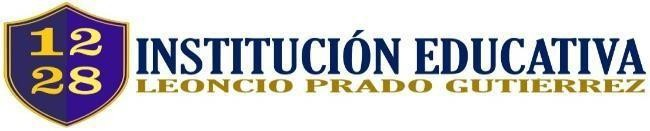 12
28
INSTITUCIÓN EDUCATIVA
LEONCIO PRADO GUTIERREZ